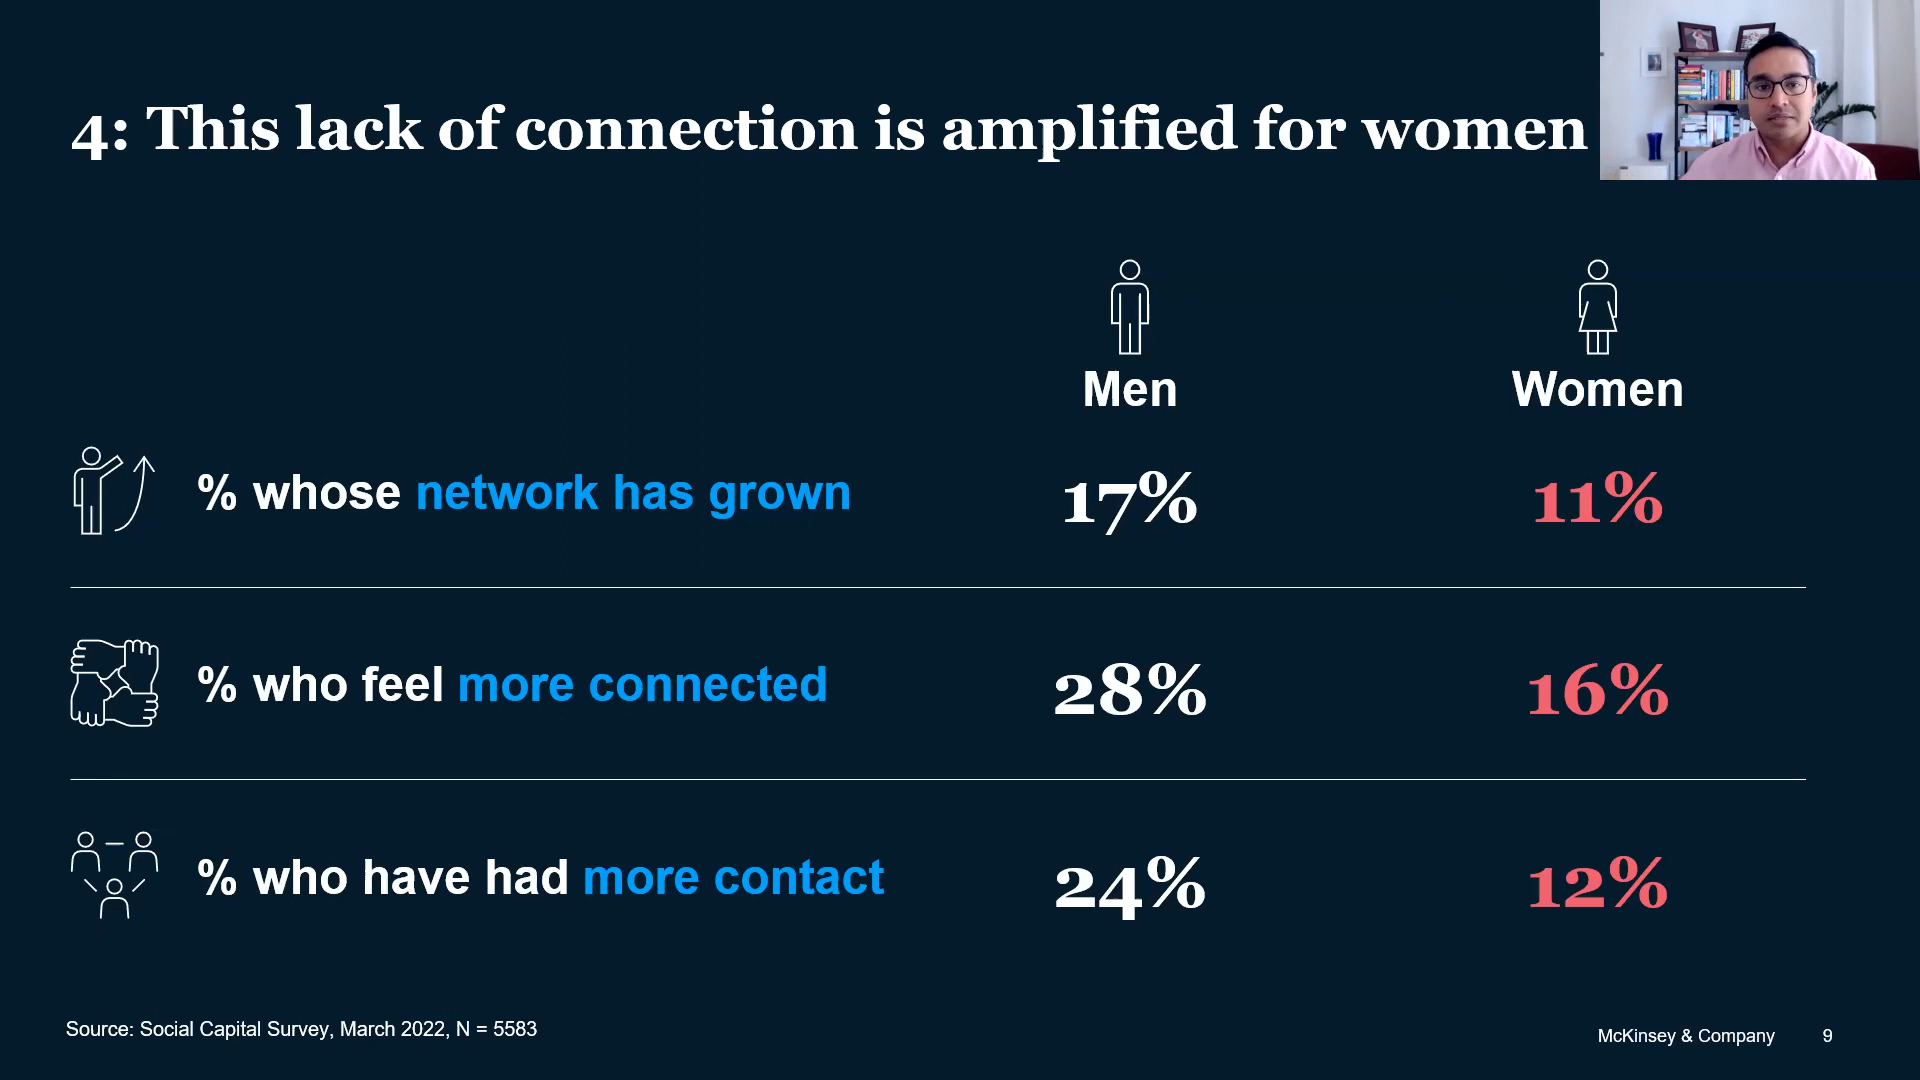 4: This lack of connection is amplified for women
Men
Women
% whose network has grown
17%
11%
% who feel more connected
28%
16%
% who have had more contact
24%
12%
Source: Social Capital Survey, March 2022, N = 5583
McKinsey & Company
9